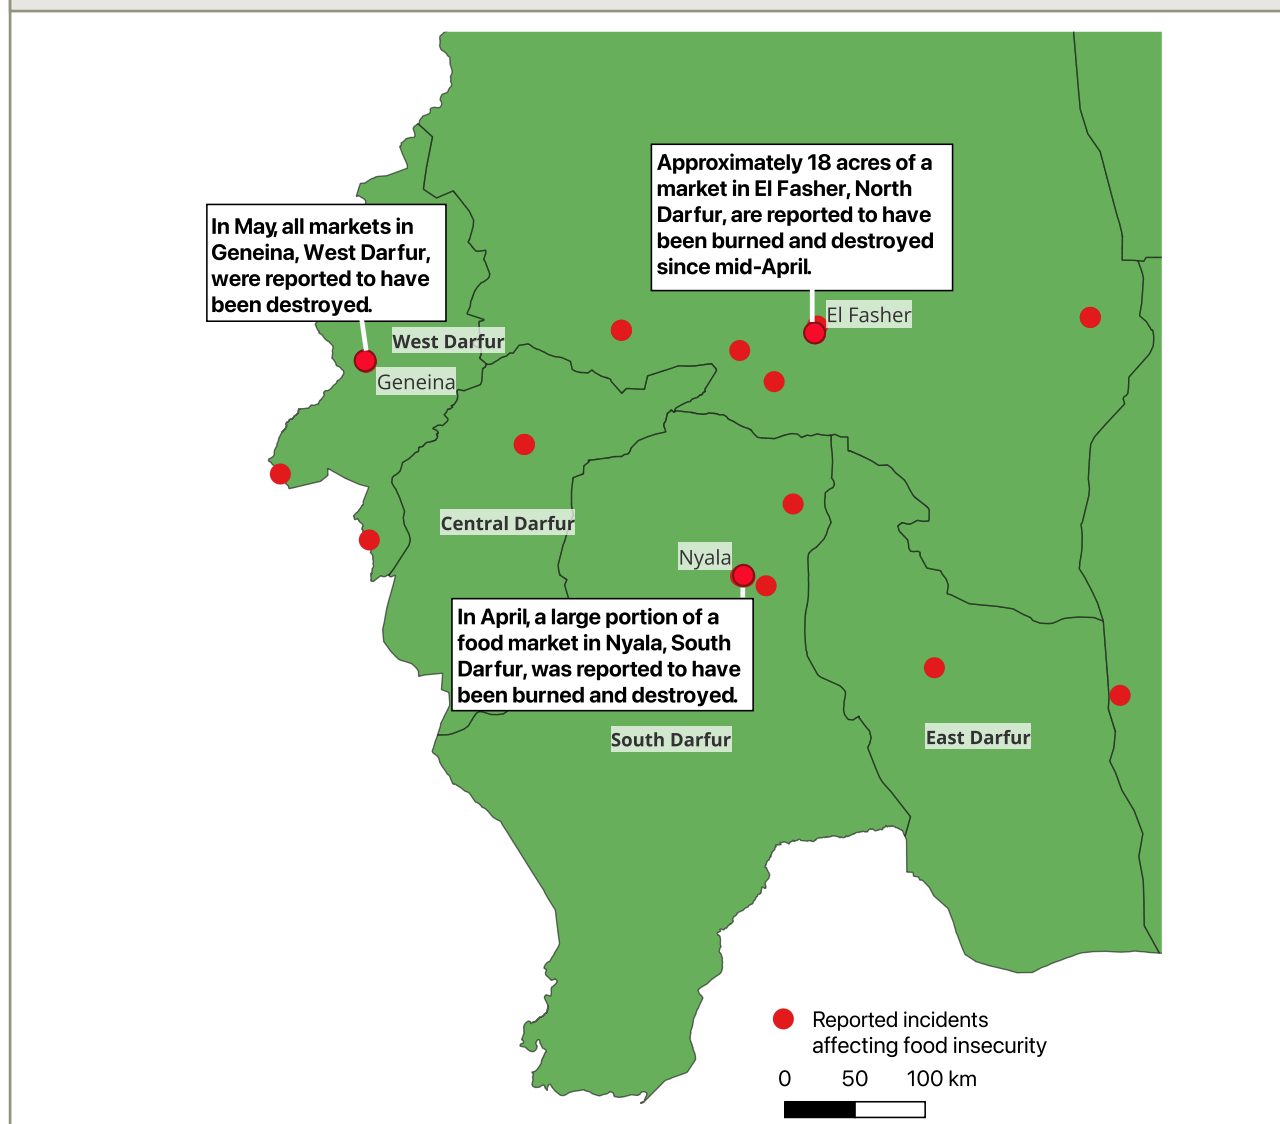 Approximately 18 acres of a
market in El Fasher, North
Darfur, are reported to have
been burned and destroyed
since mid-April.
In May, all markets in
Geneina, West Darfur,
were reported to have
been destroyed.
El Fasher
West Darfur
Geneina
Central Darfur
Nyala
In April, a large portion of a
food market in Nyala, South
Darfur, was reported to have
been burned and destroyed.
South Darfur
East Darfur
Reported incidents
affecting food insecurity
0 50 100 km